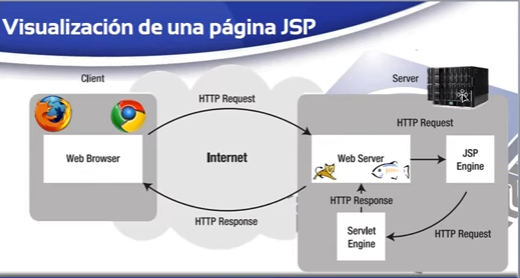 Visualización de una página JSP
Client
Server
HTTP Request
HTTP Request
Web Browser
Internet
Web Server
JSP
Engine
HTTP Response
HTTP Response
Servlet
Engine
HTTP Request